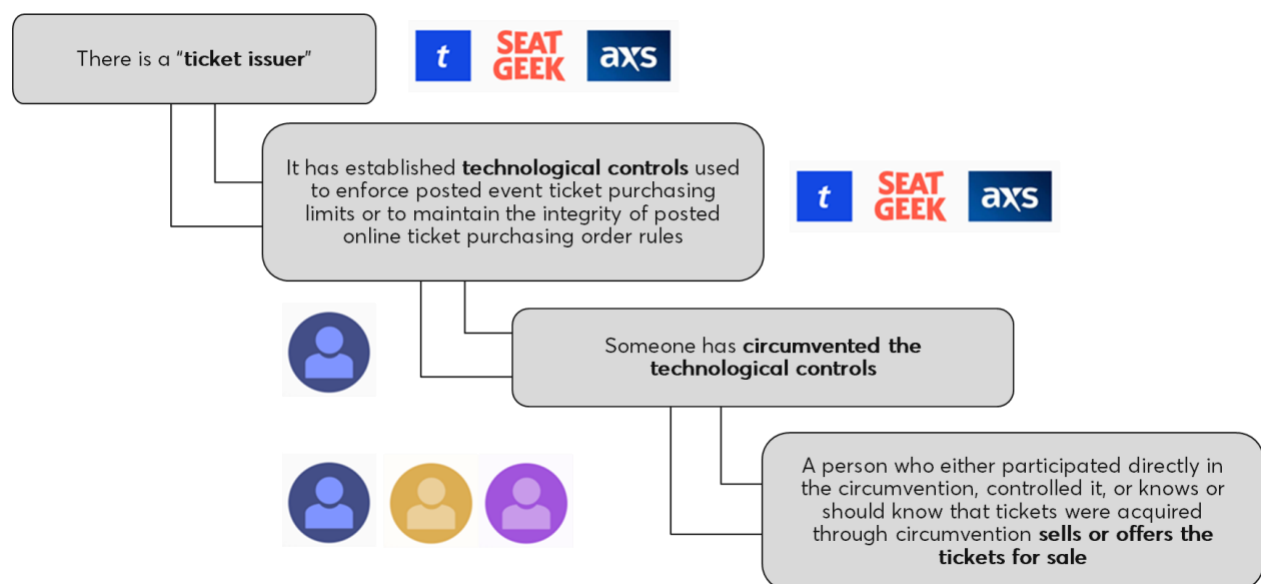 There is a “ticket issuer”
t
SEAT
GEEK
axs
It has established technological controls used
to enforce posted event ticket purchasing
limits or to maintain the integrity of posted
online ticket purchasing order rules
t
SEAT
GEEK
axs
Someone has circumvented the
technological controls
A person who either participated directly in
the circumvention, controlled it, or knows or
should know that tickets were acquired
through circumvention sells or offers the
tickets for sale